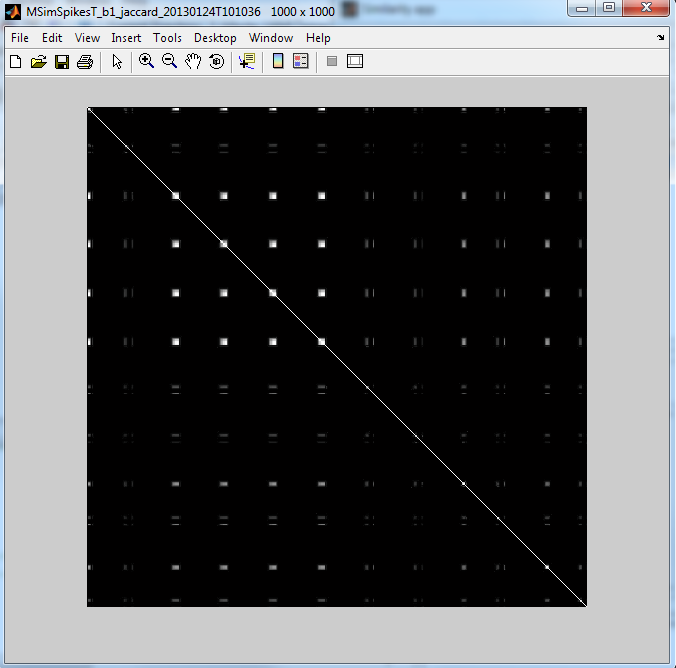 MSimSpikesT_b1_jaccard_20130124T101036 1000 x 1000
File Edit View Insert Tools Desktop Window Help